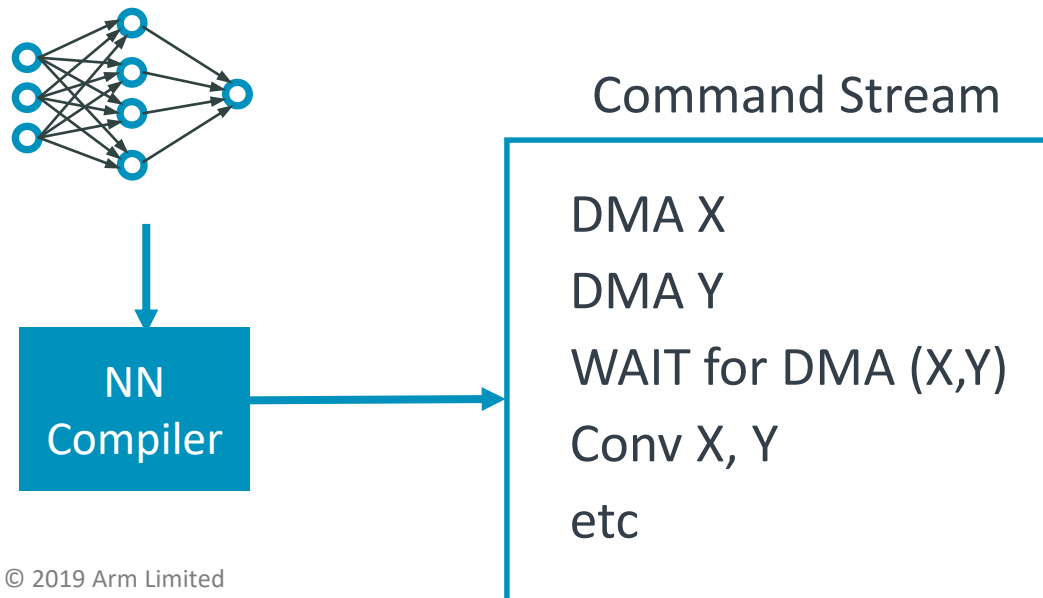 Command Stream
DMA X
DMA Y
WAIT for DMA (X,Y)
Conv X, Y
etc
NN
Compiler
© 2019 Arm Limited